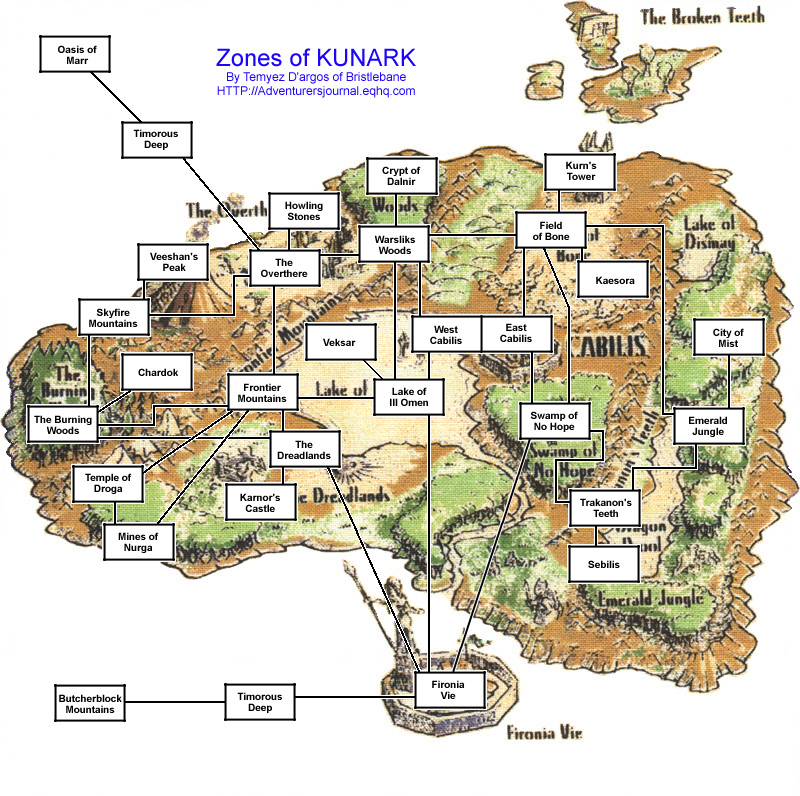 The Broken Teeth
Zones of KUNARK
By Temyez D'argos of Bristlebane
HTTP://Adventurersjournal.eqhq.com
Oasis of
Marr
Timorous
Deep
Crypt of
Dalnir
Kurn's
Tower
Howling
Stones
Woods
The Overth
Warsliks
Woods
Field
of Bone
Lake of
Dismay
Veeshan's
Peak
The
Overthere
Kaesora
Skyfire
Mountains
Veksar
West
Cabilis
East
Cabilis
CABILIS
City of
Mist
The
Burning
Chardok
Frontier
Mountains
Lake of
Lake of
Ill Omen
The Burning
Woods
Swamp of
No Hope
Emerald
Jungle
The
Dreadlands
Swamp of
No Hope
Temple of
Droga
Karnor's
Castle
e Dreadlands
Trakanon's
Teeth
Mines of
Nurga
Sebilis
Emerald Jungle
Fironia
Vie
Butcherblock
Mountains
Timorous
Deep
Fironia Vie